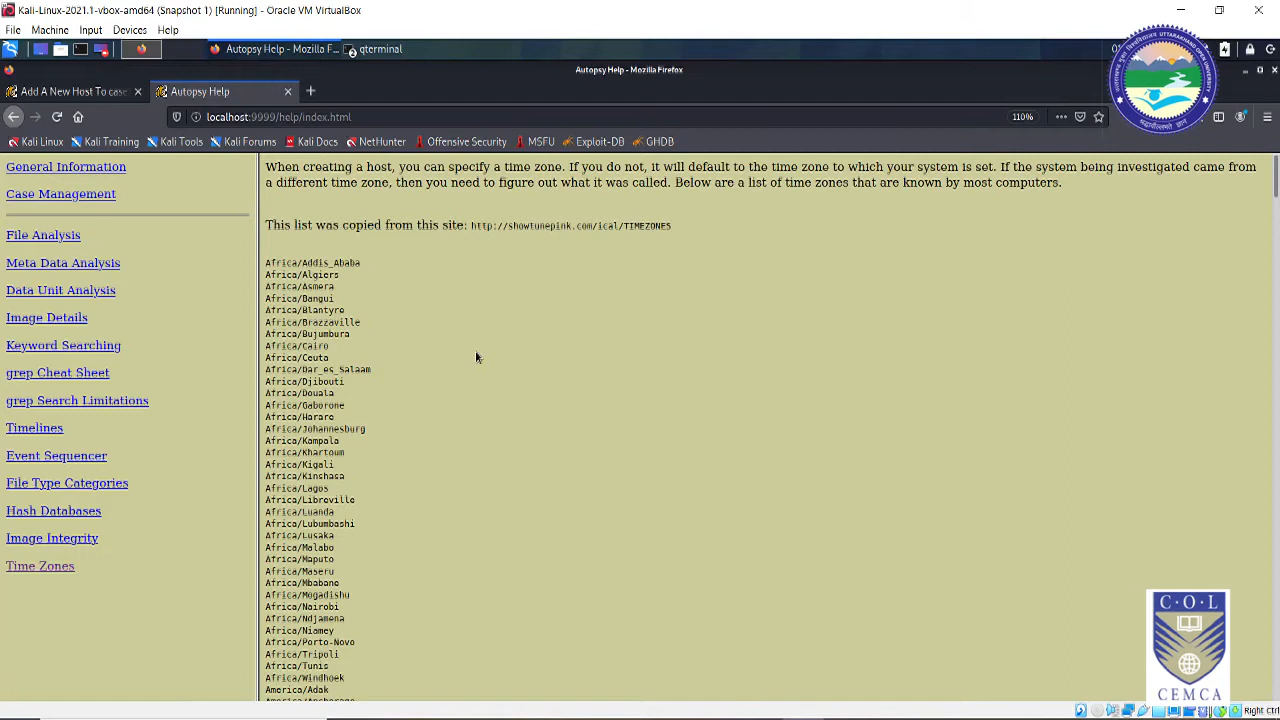 Kali-Linux-2021.1-vbox-amd64 (Snapshot 1) [Running] - Oracle VM VirtualBox
File Machine Input Devices Help
Autopsy Help - Mozilla F... qterminal
Autopsy Help - Mozilla Firefox
Add A New Host To case Autopsy Help
localhost:9999/help/index.html 110%
Kali Linux Kali Training Kali Tools Kali Forums Kali Docs NetHunter Offensive Security MSFU Exploit-DB GHDB
General Information
Case Management
File Analysis
Meta Data Analysis
Data Unit Analysis
Image Details
Keyword Searching
grep Cheat Sheet
grep Search Limitations
Timelines
Event Sequencer
File Type Categories
Hash Databases
Image Integrity
Time Zones
When creating a host, you can specify a time zone. If you do not, it will default to the time zone to which your system is set. If the system being investigated came from
a different time zone, then you need to figure out what it was called. Below are a list of time zones that are known by most computers.
This list was copied from this site: http://showtunepink.com/ical/TIMEZONES
Africa/Addis_Ababa
Africa/Algiers
Africa/Asmera
Africa/Bangui
Africa/Blantyre
Africa/Brazzaville
Africa/Bujumbura
Africa/Cairo
Africa/Ceuta
Africa/Dar_es_Salaam
Africa/Djibouti
Africa/Douala
Africa/Gaborone
Africa/Harare
Africa/Johannesburg
Africa/Kampala
Africa/Khartoum
Africa/Kigali
Africa/Kinshasa
Africa/Lagos
Africa/Libreville
Africa/Luanda
Africa/Lubumbashi
Africa/Lusaka
Africa/Malabo
Africa/Maputo
Africa/Maseru
Africa/Mbabane
Africa/Mogadishu
Africa/Nairobi
Africa/Ndjamena
Africa/Niamey
Africa/Porto-Novo
Africa/Tripoli
Africa/Tunis
Africa/Windhoek
America/Adak
C·O·L
CEMCA
Right Ctrl